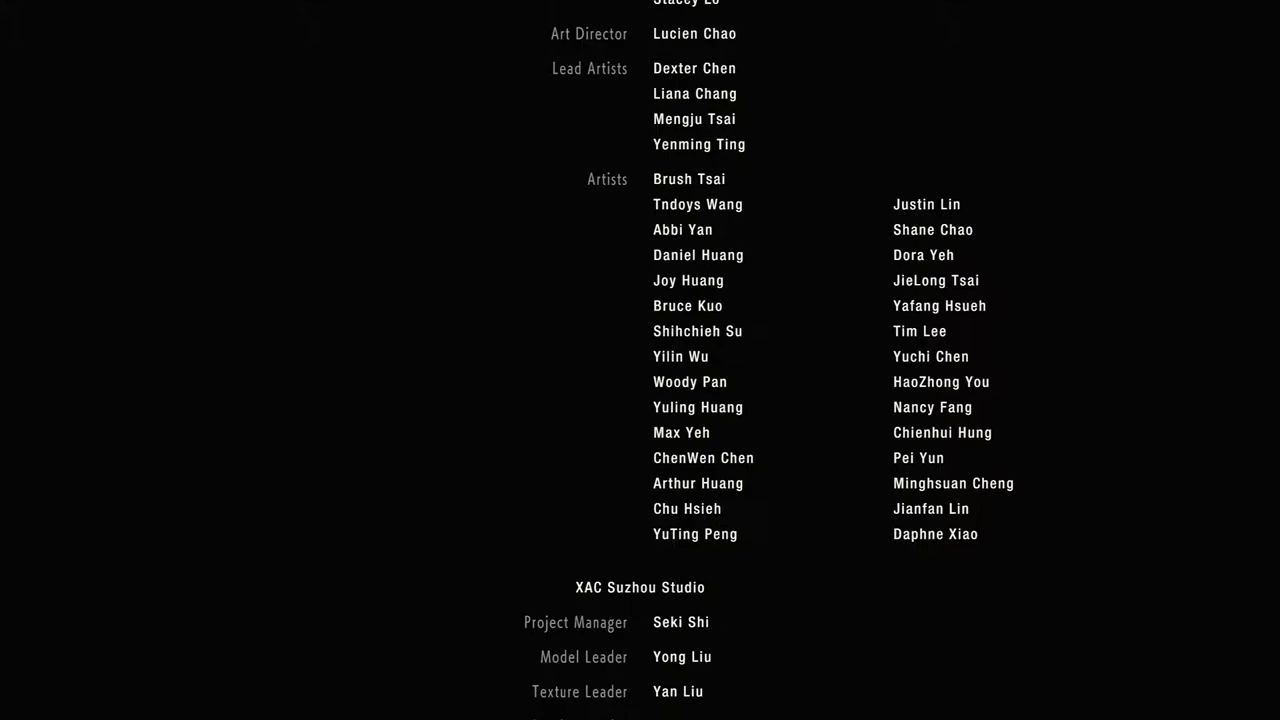 Stacey Lo
Art Director Lucien Chao
Lead Artists Dexter Chen
Liana Chang
Mengju Tsai
Yenming Ting
Artists Brush Tsai
Tndoys Wang Justin Lin
Abbi Yan Shane Chao
Daniel Huang Dora Yeh
Joy Huang JieLong Tsai
Bruce Kuo Yafang Hsueh
Shihchieh Su Tim Lee
Yilin Wu Yuchi Chen
Woody Pan HaoZhong You
Yuling Huang Nancy Fang
Max Yeh Chienhui Hung
ChenWen Chen Pei Yun
Arthur Huang Minghsuan Cheng
Chu Hsieh Jianfan Lin
YuTing Peng Daphne Xiao
XAC Suzhou Studio
Project Manager Seki Shi
Model Leader Yong Liu
Texture Leader Yan Liu